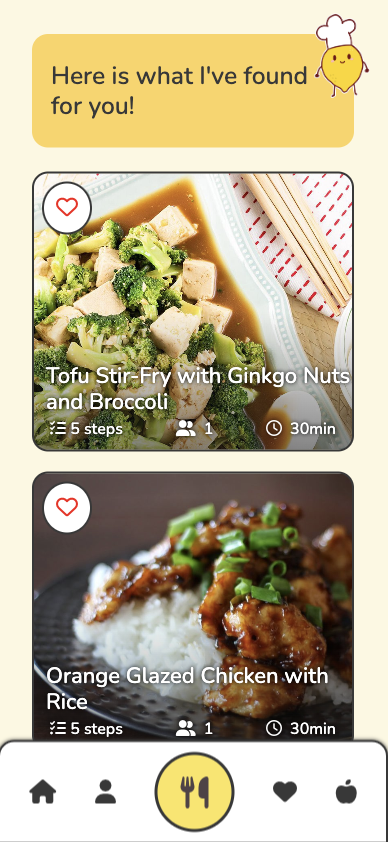 Here is what I've found
for you!
Tofu Stir-Fry with Ginkgo Nuts
and Broccoli
5 steps 1 30min
Orange Glazed Chicken with
Rice
5 steps 1 30min